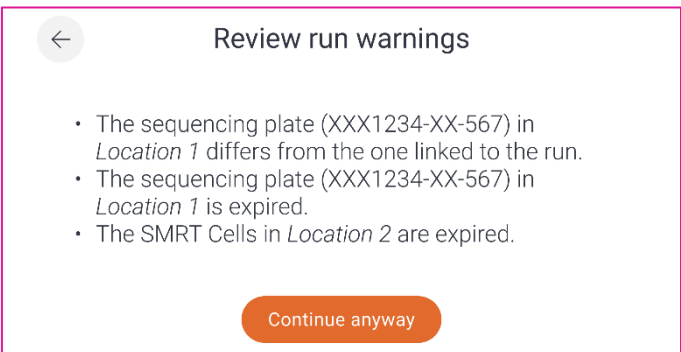 Review run warnings
• The sequencing plate (XXX1234-XX-567) in
Location 1 differs from the one linked to the run.
• The sequencing plate (XXX1234-XX-567) in
Location 1 is expired.
• The SMRT Cells in Location 2 are expired.
Continue anyway